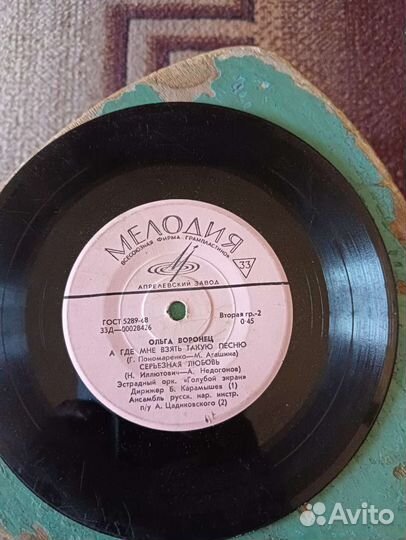 МЕЛОДИЯ
ВСЕСОЮЗНАЯ ФИРМА ГРАМПЛАСТИНОК
33
АПРЕЛЕВСКИЙ ЗАВОД
ГОСТ 5289-68 Вторая гр.-2
33Д—00028426 0-45
ОЛЬГА ВОРОНЕЦ
А ГДЕ МНЕ ВЗЯТЬ ТАКУЮ ПЕСНЮ
(Г. Пономаренко—М. Агашина)
СЕРЬЕЗНАЯ ЛЮБОВЬ
(Н. Иллютович—А. Недогонов)
Эстрадный орк. "Голубой экран"
Дирижер Б. Карамышев (1)
Ансамбль русск. нар. инстр.
п/у А. Цадиковского (2)
Avito